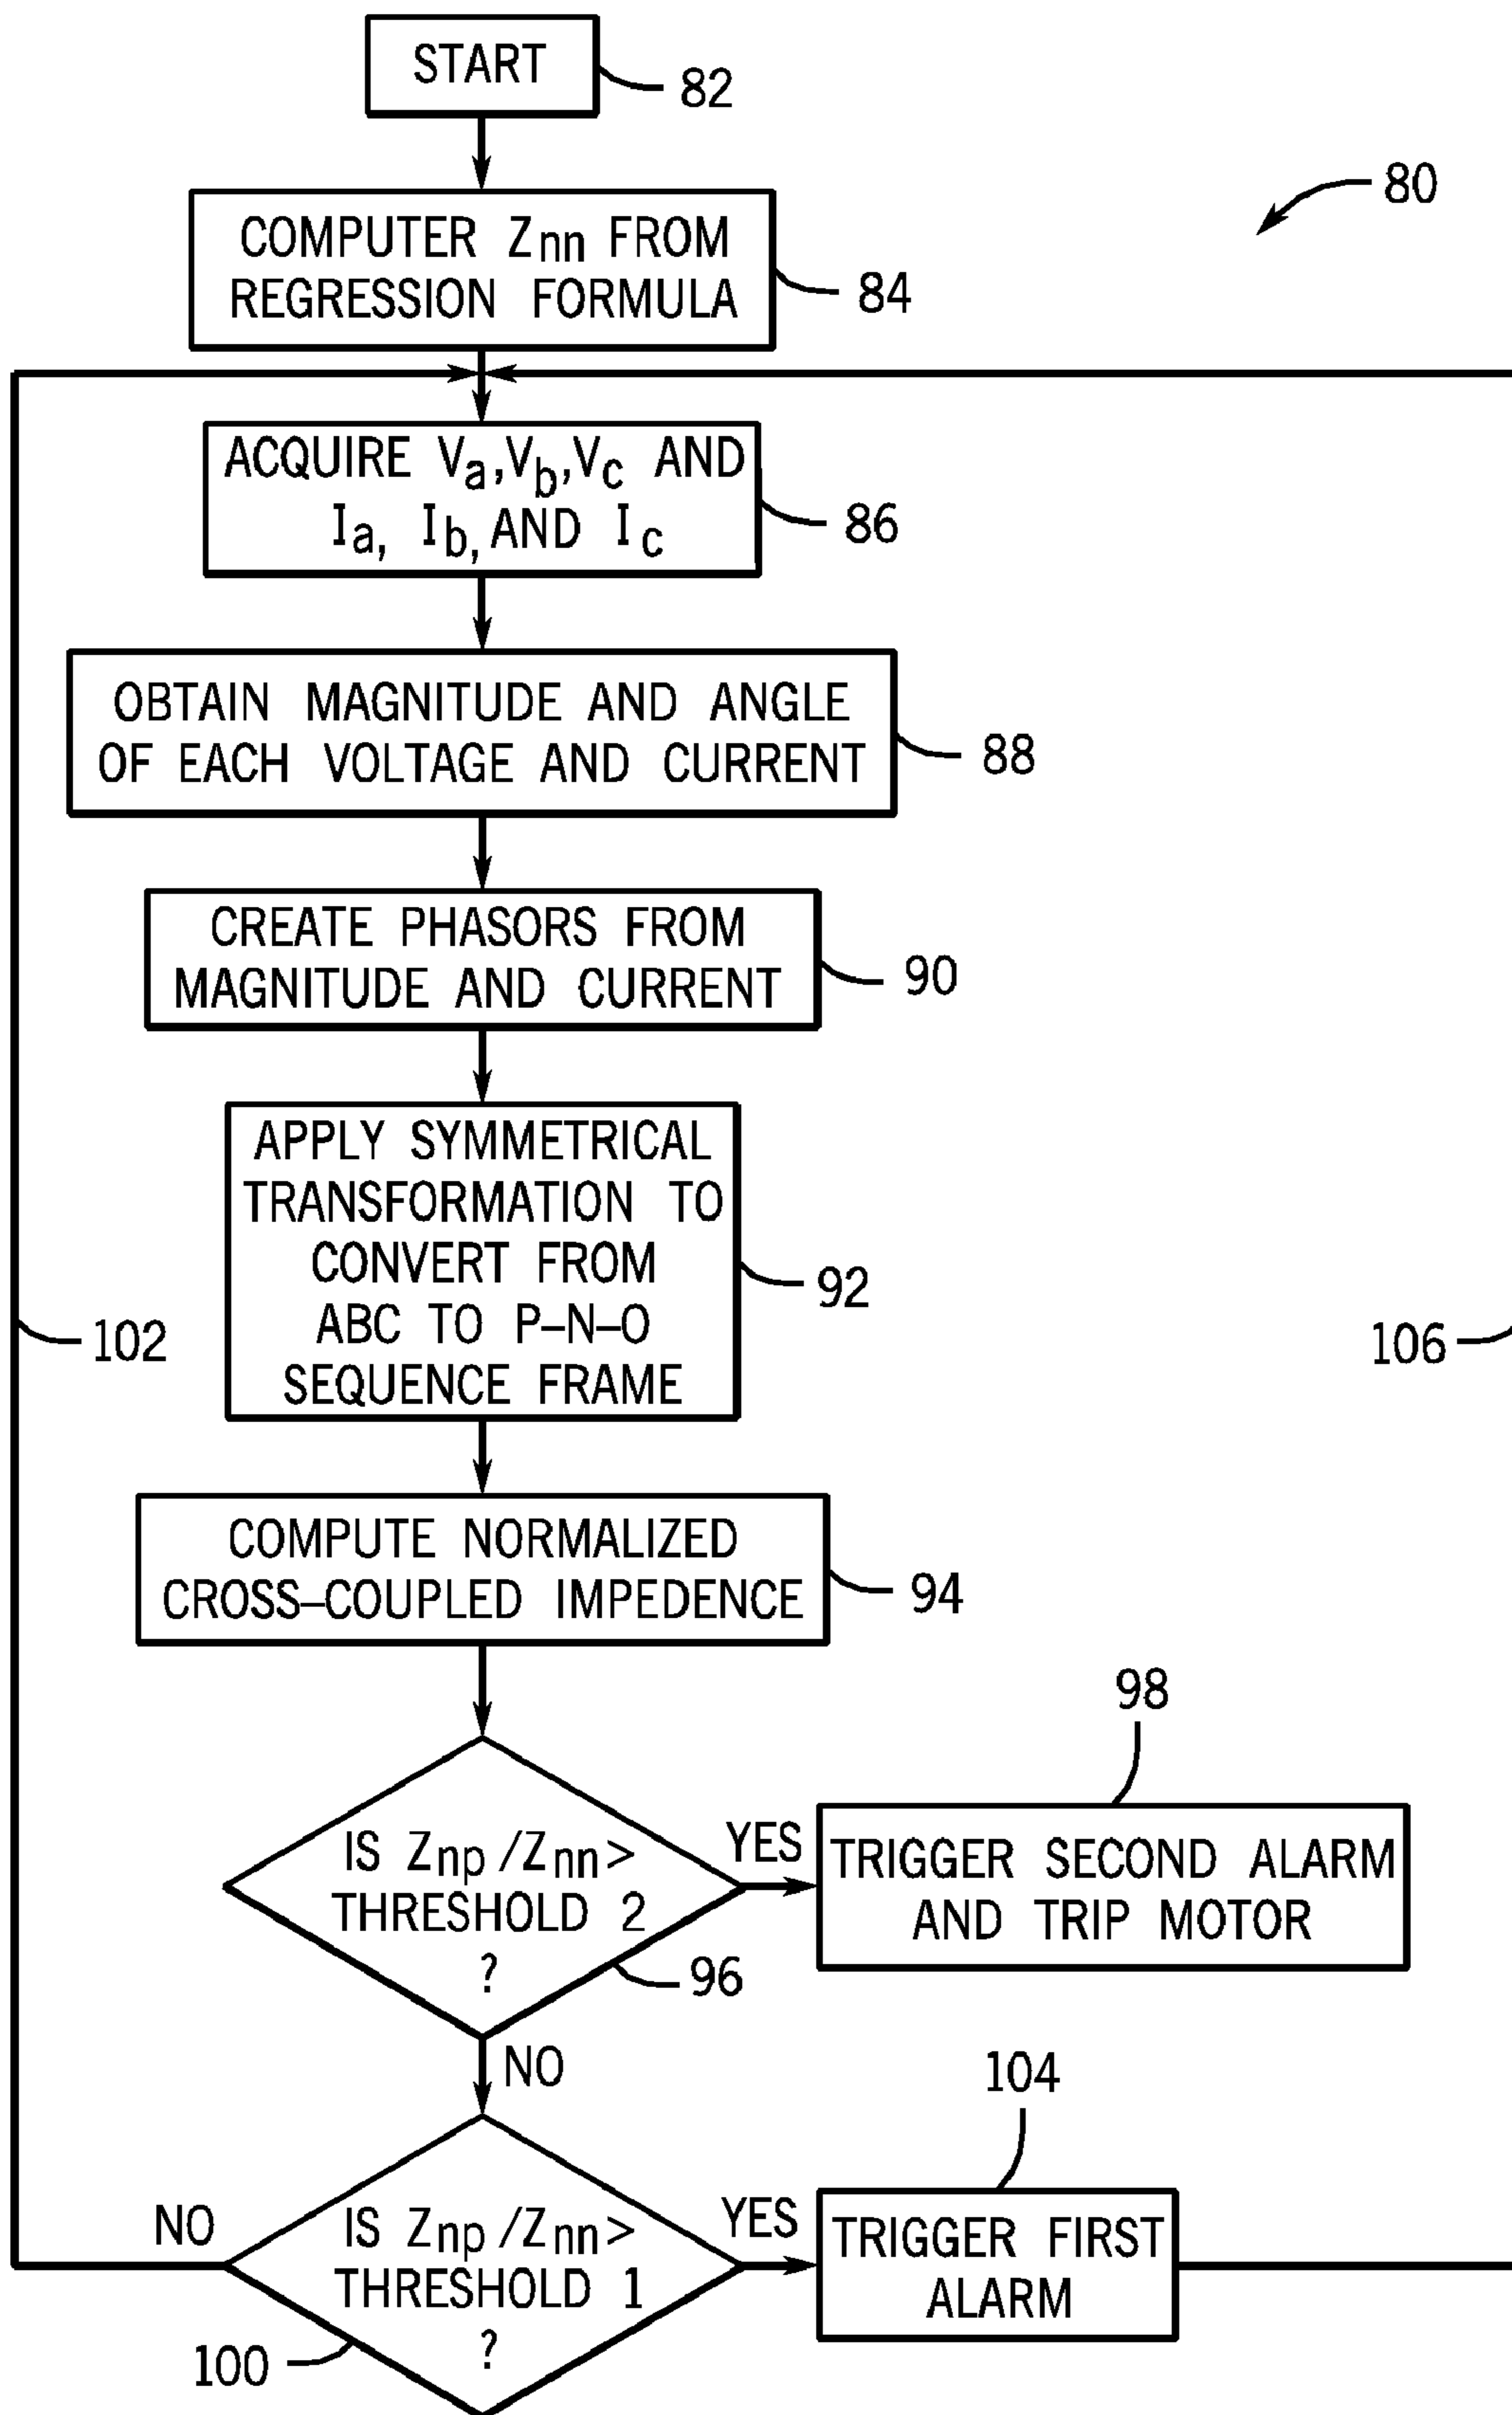 START
82
80
COMPUTER Znn FROM
REGRESSION FORMULA
84
ACQUIRE Va,Vb,Vc AND
Ia, Ib, AND Ic
86
OBTAIN MAGNITUDE AND ANGLE
OF EACH VOLTAGE AND CURRENT
88
CREATE PHASORS FROM
MAGNITUDE AND CURRENT
90
APPLY SYMMETRICAL
TRANSFORMATION TO
CONVERT FROM
ABC TO P–N–O
SEQUENCE FRAME
92
102
106
COMPUTE NORMALIZED
CROSS–COUPLED IMPEDENCE
94
IS Znp/Znn>
THRESHOLD 2
?
96
YES
98
TRIGGER SECOND ALARM
AND TRIP MOTOR
NO
IS Znp/Znn>
THRESHOLD 1
?
100
NO
YES
104
TRIGGER FIRST
ALARM